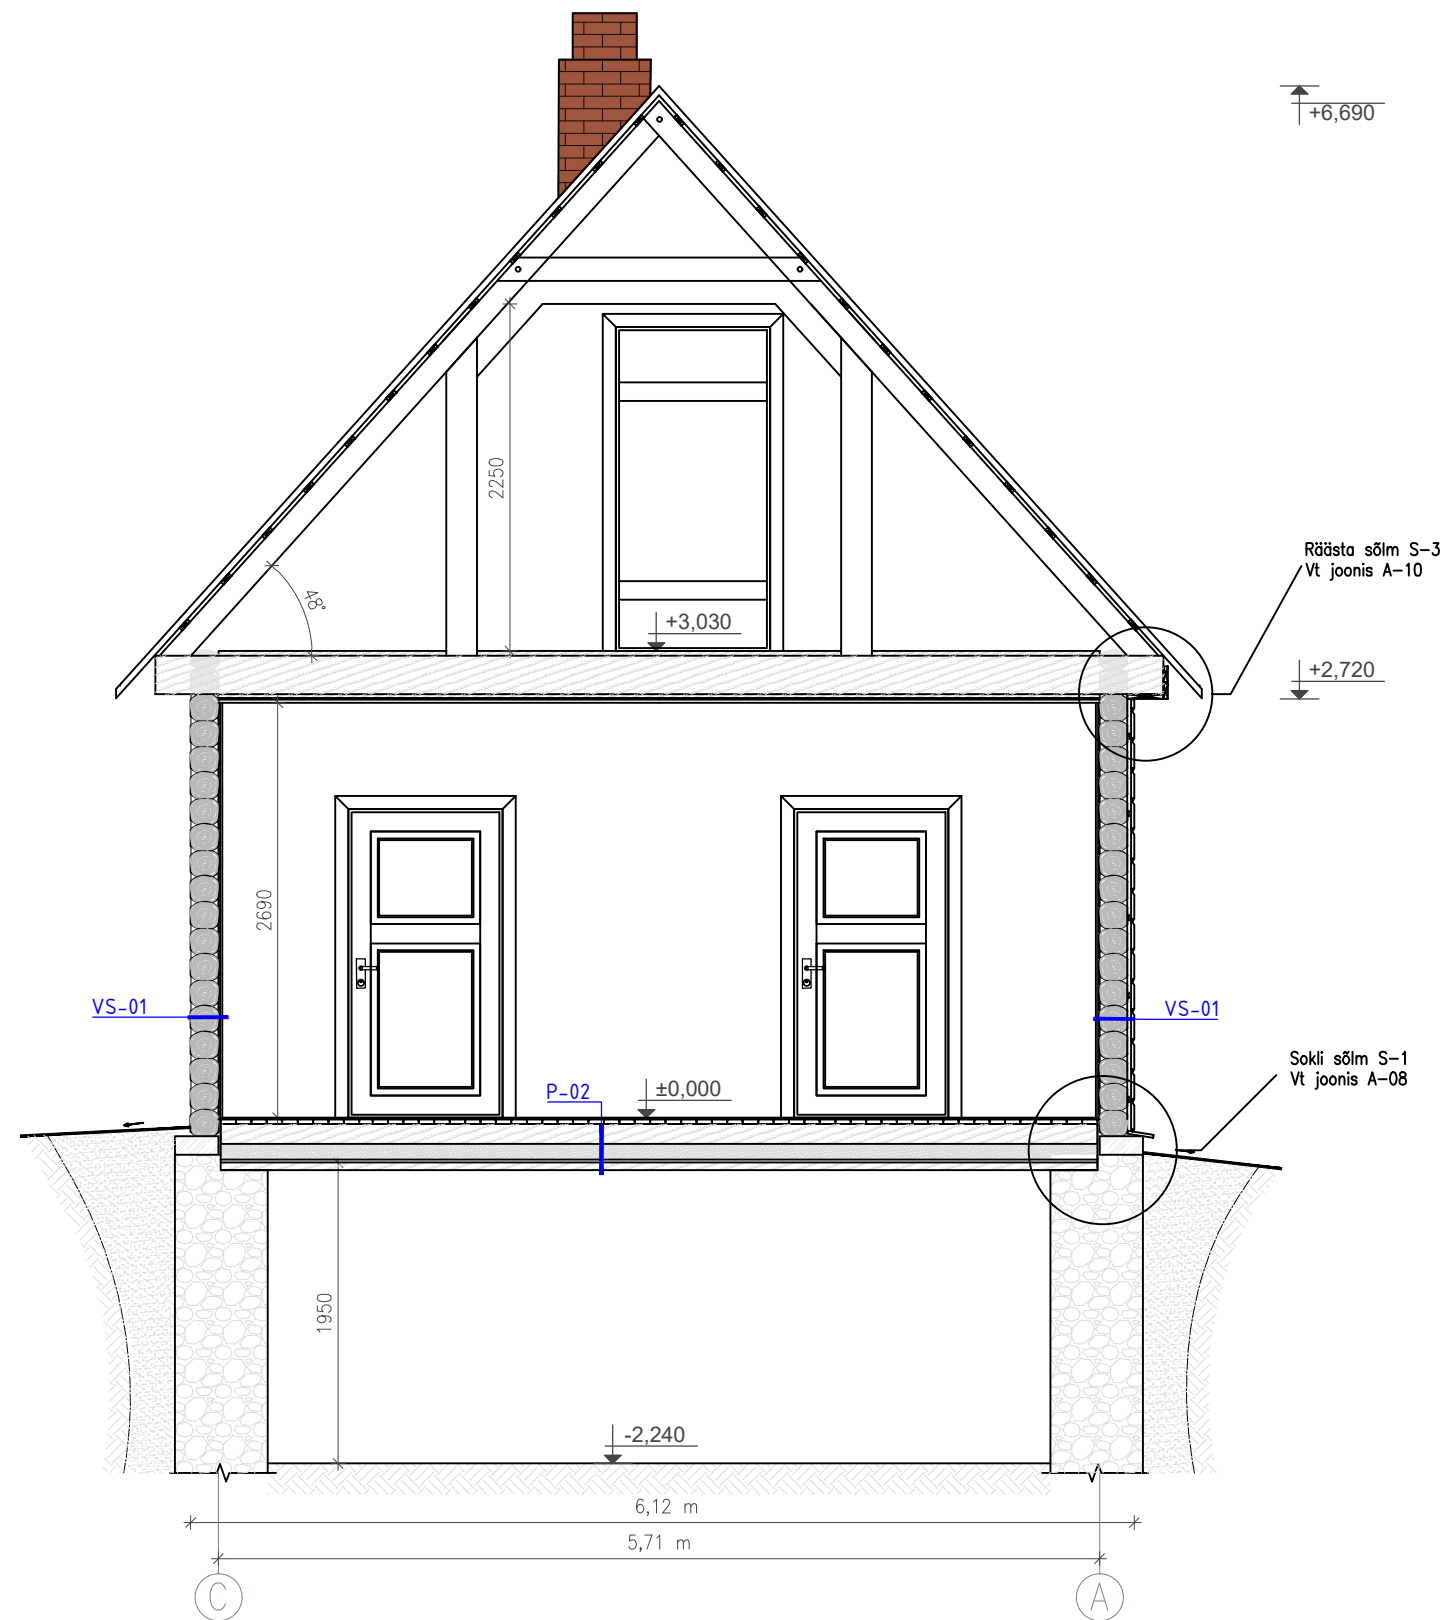 +6,690
2250
Räästa sõlm S-3
Vt joonis A-10
48°
+3,030
+2,720
2690
VS-01
VS-01
Sokli sõlm S-1
Vt joonis A-08
P-02
±0,000
1950
-2,240
6,12 m
5,71 m
C
A